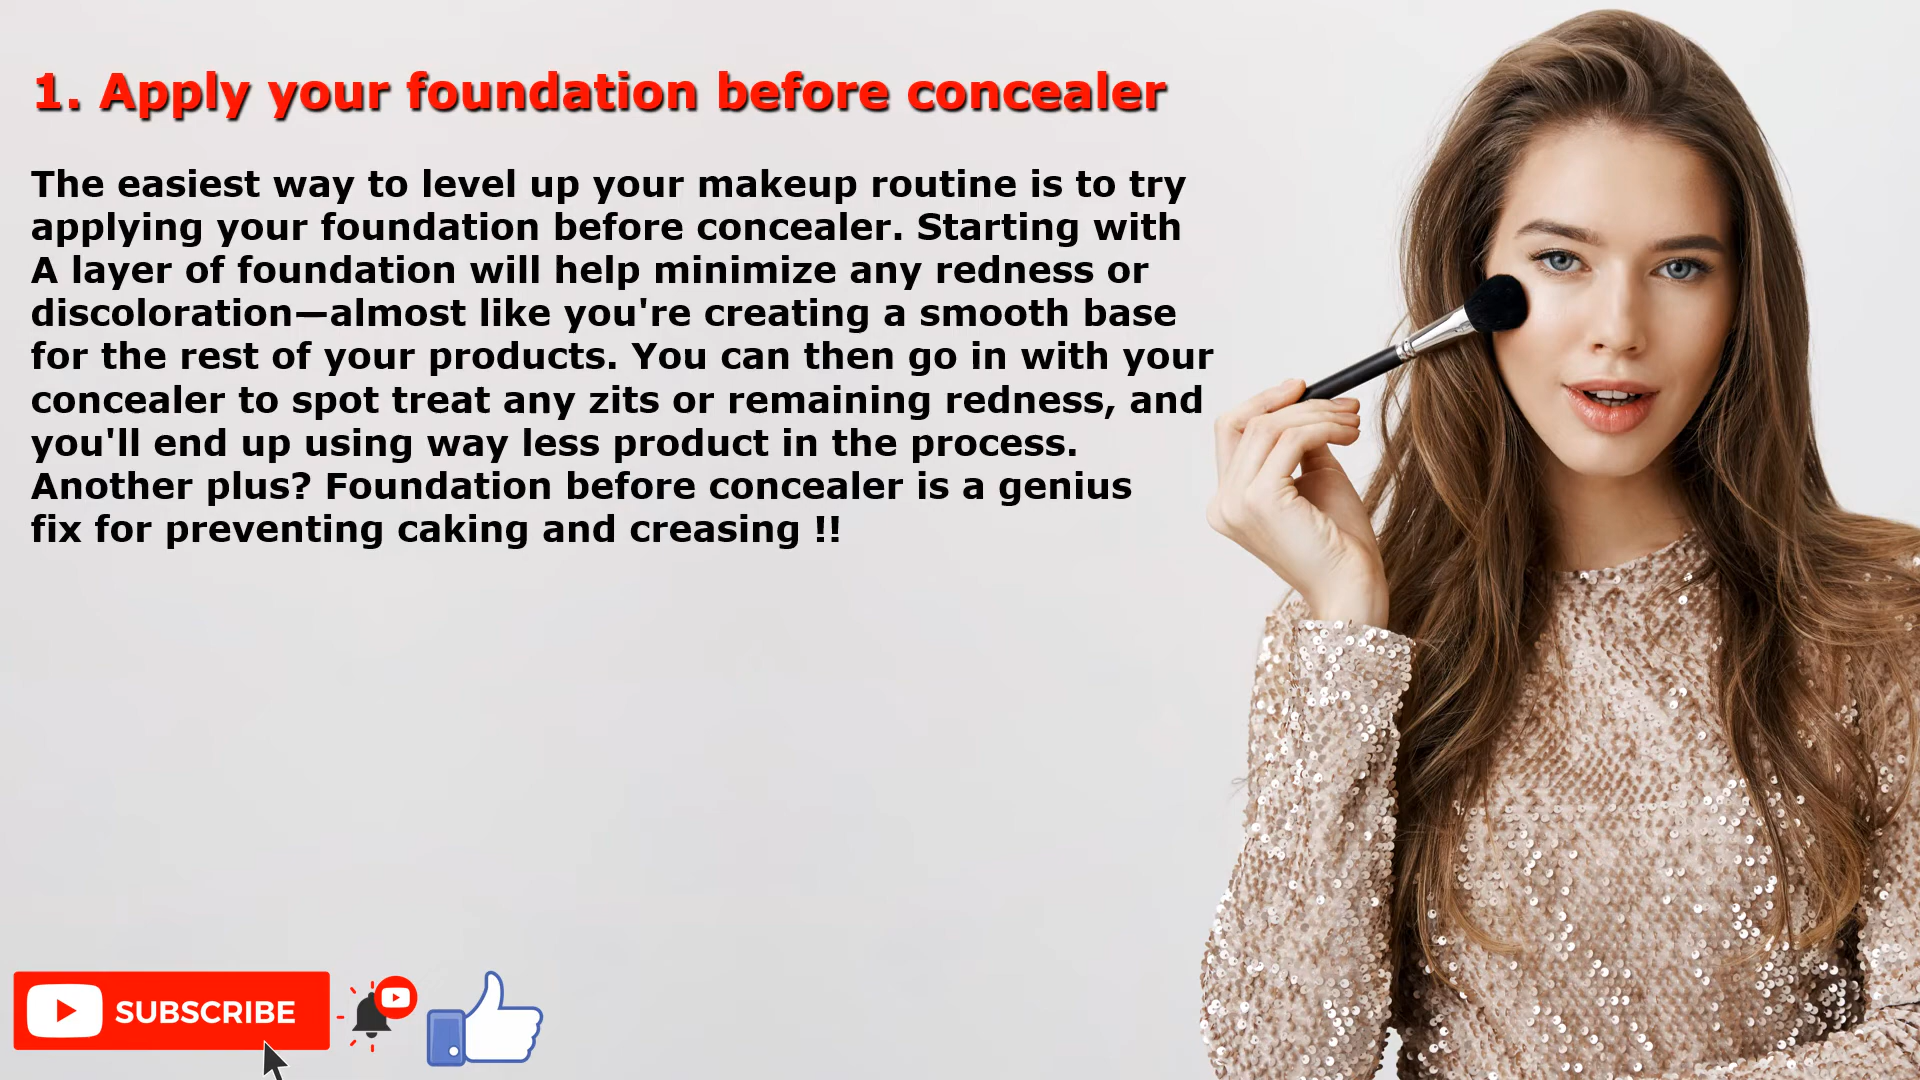 1. Apply your foundation before concealer
The easiest way to level up your makeup routine is to try
applying your foundation before concealer. Starting with
A layer of foundation will help minimize any redness or
discoloration—almost like you're creating a smooth base
for the rest of your products. You can then go in with your
concealer to spot treat any zits or remaining redness, and
you'll end up using way less product in the process.
Another plus? Foundation before concealer is a genius
fix for preventing caking and creasing !!
SUBSCRIBE